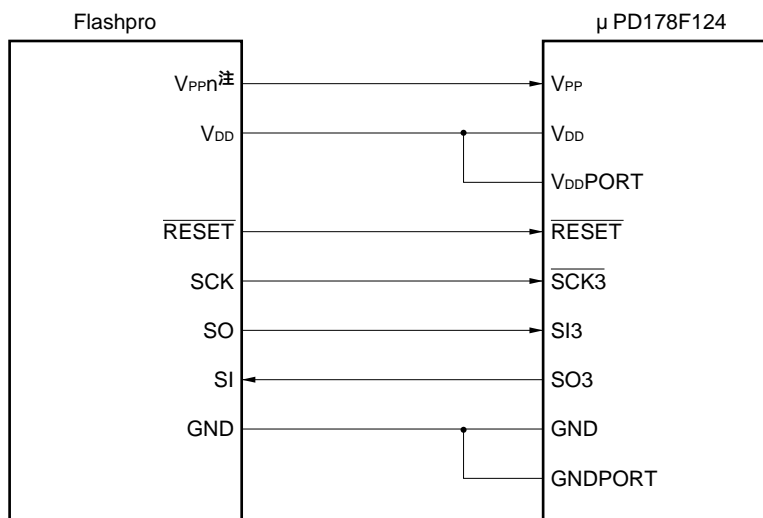 Flashpro
μ PD178F124
VPPn注
VPP
VDD
VDD
VDDPORT
RESET
RESET
SCK
SCK3
SO
SI3
SI
SO3
GND
GND
GNDPORT